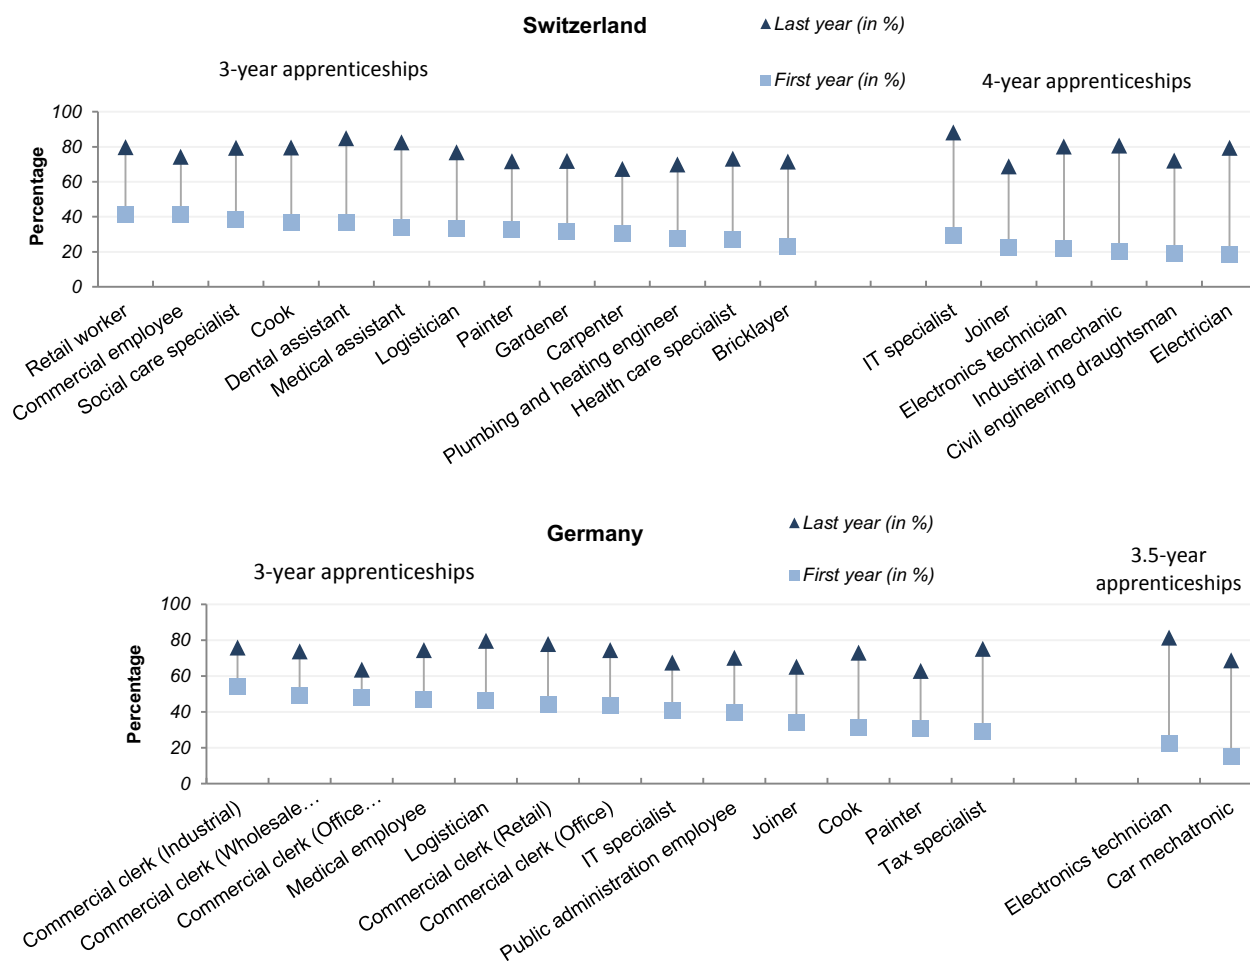 Switzerland
Last year (in %)
First year (in %)
3-year apprenticeships
4-year apprenticeships
Percentage
100
80
60
40
20
0
Retail worker
Commercial employee
Social care specialist
Cook
Dental assistant
Medical assistant
Logistician
Painter
Gardener
Carpenter
Plumbing and heating engineer
Health care specialist
Bricklayer
IT specialist
Joiner
Electronics technician
Industrial mechanic
Civil engineering draughtsman
Electrician
Germany
Last year (in %)
First year (in %)
3-year apprenticeships
3.5-year
apprenticeships
Percentage
100
80
60
40
20
0
Commercial clerk (Industrial)
Commercial clerk (Wholesale…
Commercial clerk (Office…
Medical employee
Logistician
Commercial clerk (Retail)
Commercial clerk (Office)
IT specialist
Public administration employee
Joiner
Cook
Painter
Tax specialist
Electronics technician
Car mechatronic